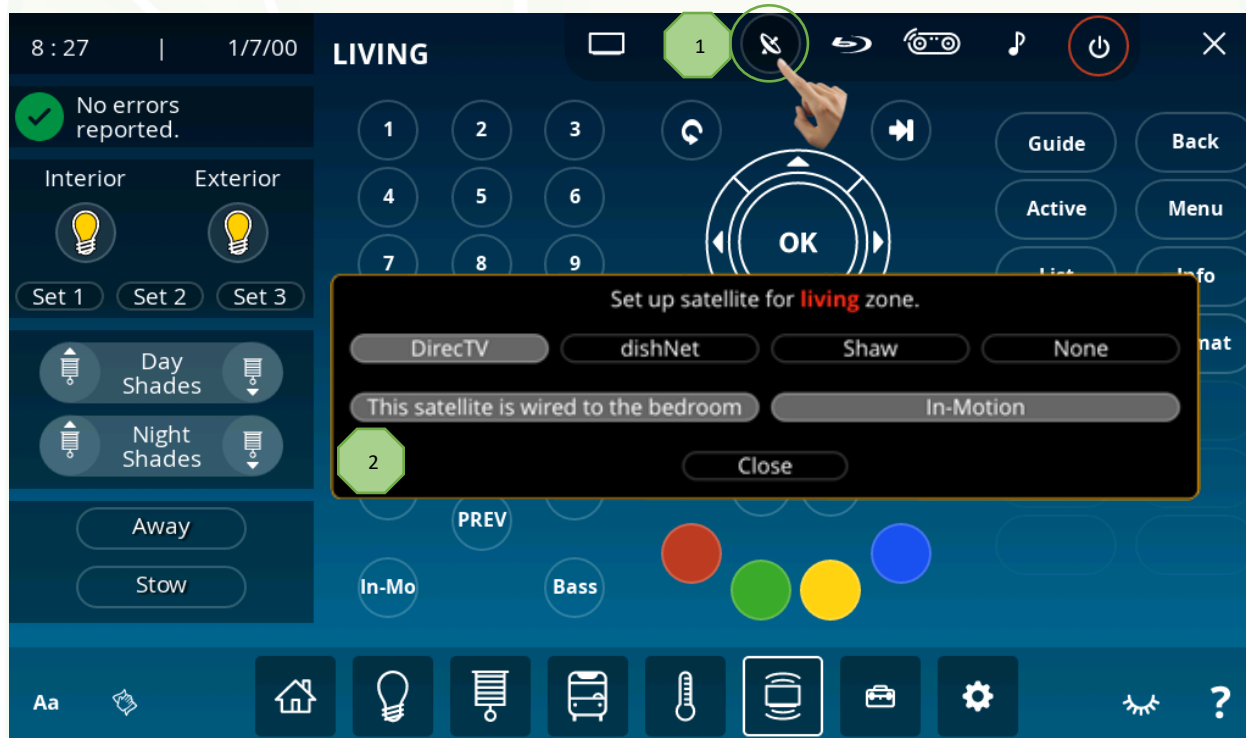 8 : 27 | 1/7/00
LIVING
1
No errors
reported.
Interior Exterior
Set 1 Set 2 Set 3
Day
Shades
Night
Shades
Away
Stow
1 2 3
4 5 6
7 8 9
OK
Guide Back
Active Menu
Set up satellite for living zone.
DirecTV dishNet Shaw None
This satellite is wired to the bedroom In-Motion
2
Close
PREV
In-Mo Bass
Aa ?